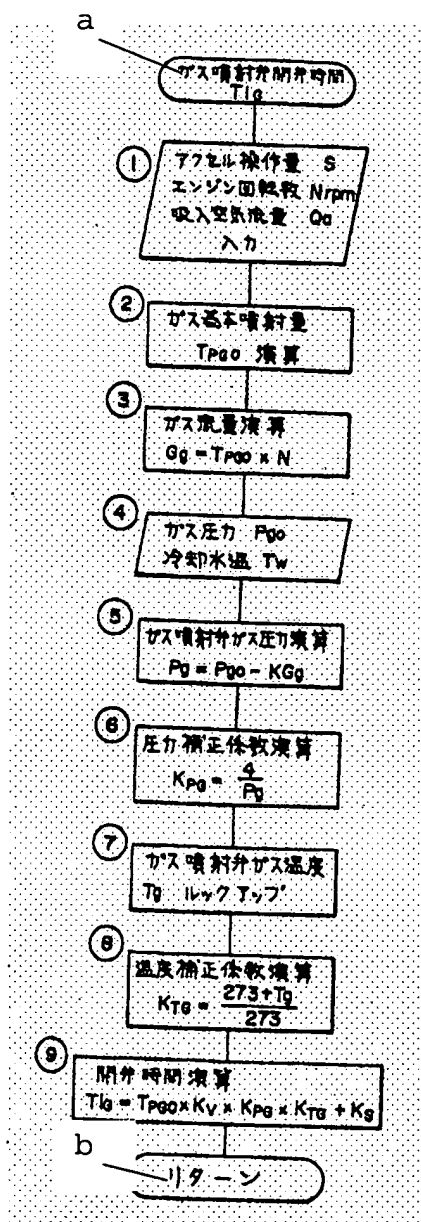 a
ガス噴射弁開弁時間
TIG
①
アクセル操作量 S
エンジン回転数 Nrpm
吸入空気流量 Qa
入力
②
ガス基本噴射量
TPGO 演算
③
ガス流量演算
Gg = TPGO × N
④
ガス圧力 Pgo
冷却水温 Tw
⑤
ガス噴射弁ガス圧力演算
Pg = Pgo - KGg
⑥
圧力補正係数演算
KPG = 4/Pg
⑦
ガス噴射弁ガス温度
Tg ルックアップ
⑧
温度補正係数演算
KTG = 273+Tg/273
⑨
開弁時間演算
TIG = TPGO × KV × KPG × KTG + KS
b
リターン